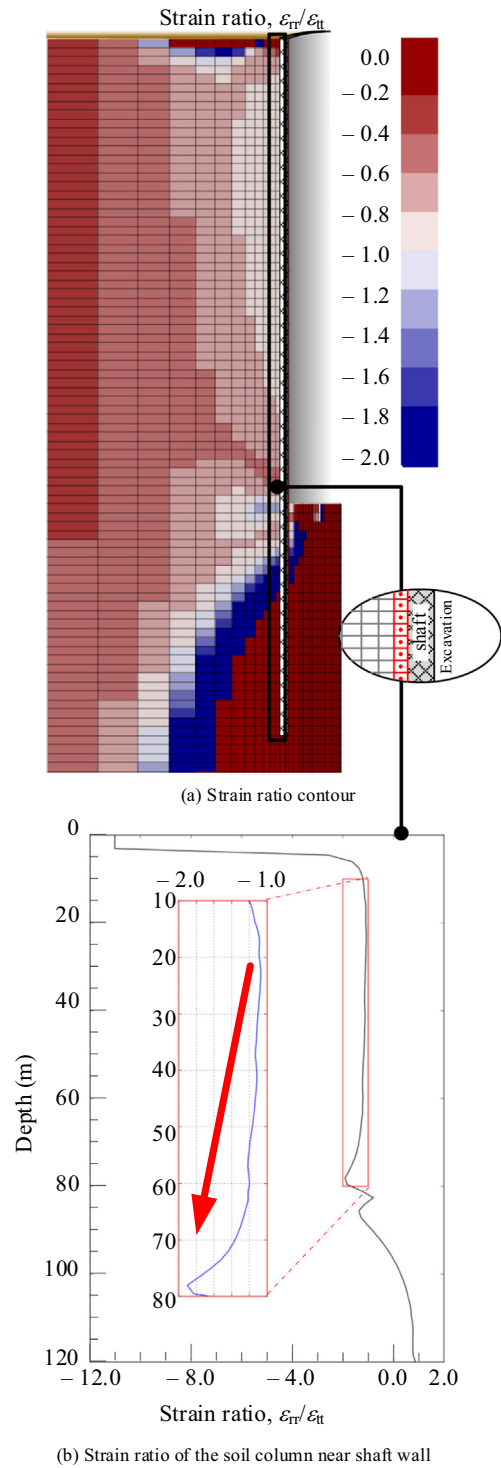 Strain ratio, εrr/εtt
0.0
– 0.2
– 0.4
– 0.6
– 0.8
– 1.0
– 1.2
– 1.4
– 1.6
– 1.8
– 2.0
shaft
Excavation
(a) Strain ratio contour
– 2.0 – 1.0
0
20
40
60
80
100
120
10
20
30
40
50
60
70
80
Depth (m)
– 12.0 – 8.0 – 4.0 0.0 2.0
Strain ratio, εrr/εtt
(b) Strain ratio of the soil column near shaft wall